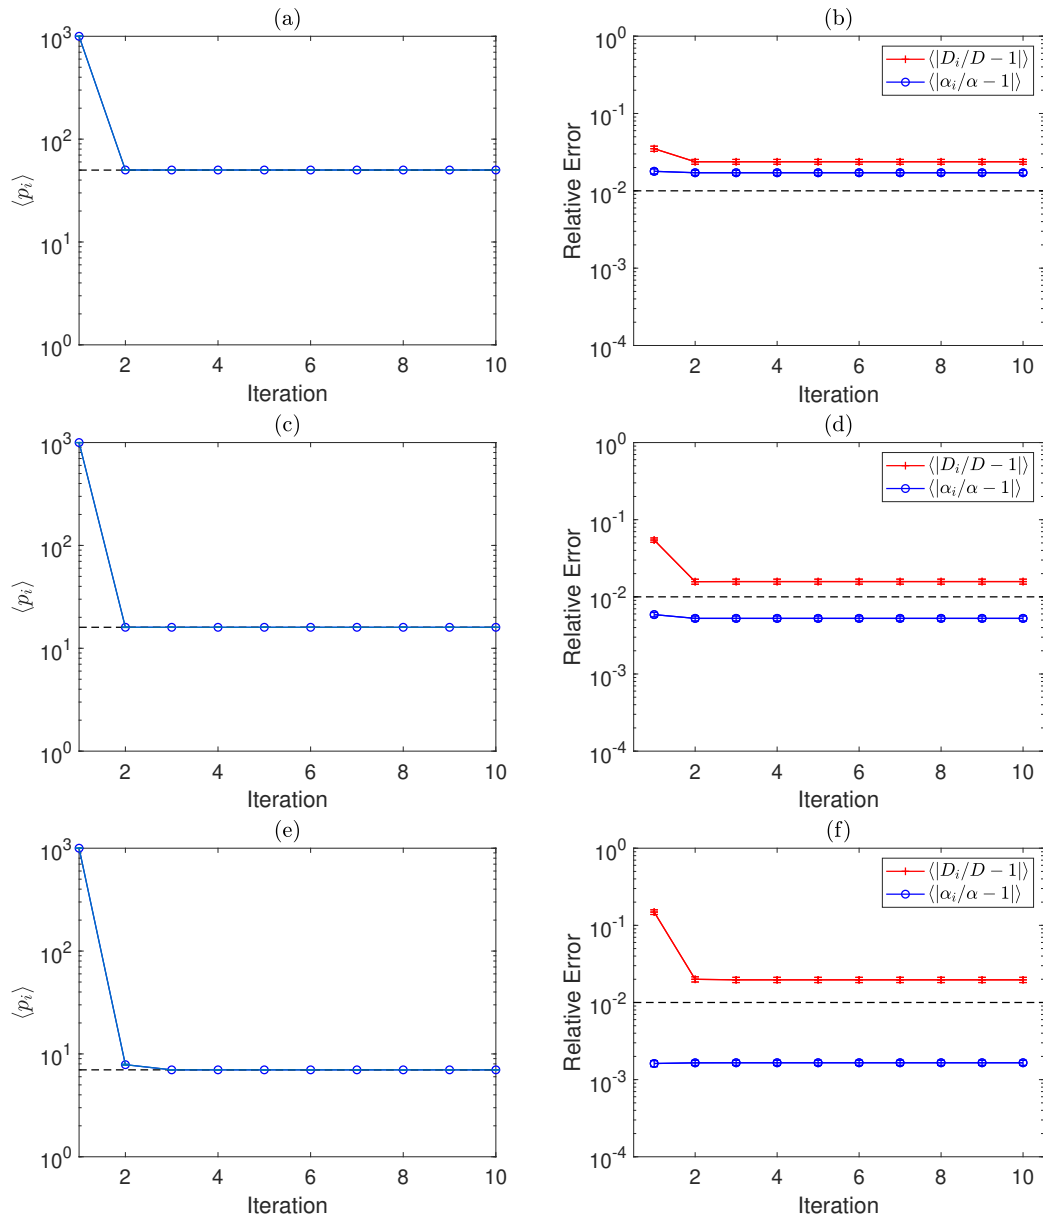 (a)
10^3
10^2
10^1
10^0
⟨p_i⟩
2 4 6 8 10
Iteration
(b)
10^0
10^-1
10^-2
10^-3
10^-4
Relative Error
⟨|D_i/D − 1|⟩
⟨|α_i/α − 1|⟩
2 4 6 8 10
Iteration
(c)
10^3
10^2
10^1
10^0
⟨p_i⟩
2 4 6 8 10
Iteration
(d)
10^0
10^-1
10^-2
10^-3
10^-4
Relative Error
⟨|D_i/D − 1|⟩
⟨|α_i/α − 1|⟩
2 4 6 8 10
Iteration
(e)
10^3
10^2
10^1
10^0
⟨p_i⟩
2 4 6 8 10
Iteration
(f)
10^0
10^-1
10^-2
10^-3
10^-4
Relative Error
⟨|D_i/D − 1|⟩
⟨|α_i/α − 1|⟩
2 4 6 8 10
Iteration